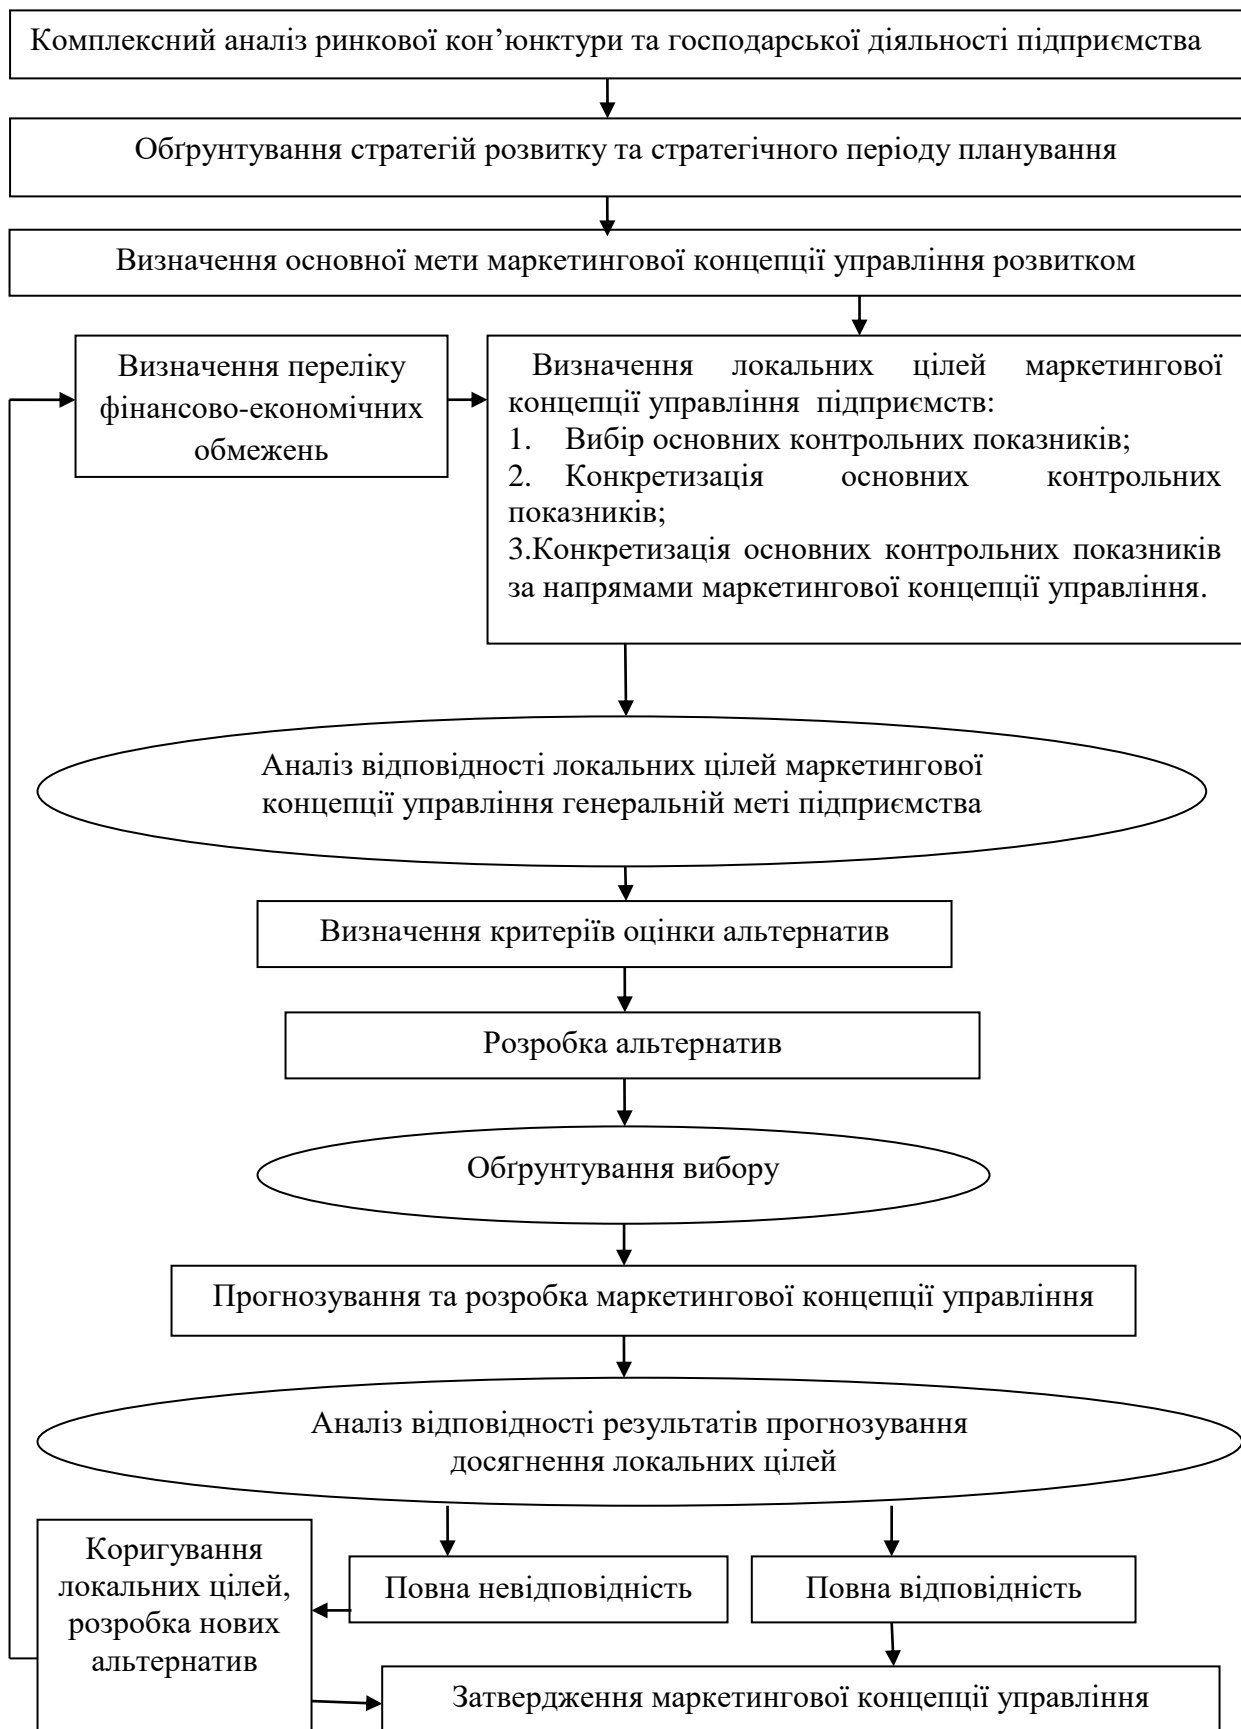 Комплексний аналіз ринкової кон’юнктури та господарської діяльності підприємства
Обґрунтування стратегій розвитку та стратегічного періоду планування
Визначення основної мети маркетингової концепції управління розвитком
Визначення переліку
фінансово-економічних
обмежень
Визначення локальних цілей маркетингової
концепції управління підприємств:
1. Вибір основних контрольних показників;
2. Конкретизація основних контрольних
показників;
3.Конкретизація основних контрольних показників
за напрямами маркетингової концепції управління.
Аналіз відповідності локальних цілей маркетингової
концепції управління генеральній меті підприємства
Визначення критеріїв оцінки альтернатив
Розробка альтернатив
Обґрунтування вибору
Прогнозування та розробка маркетингової концепції управління
Аналіз відповідності результатів прогнозування
досягнення локальних цілей
Коригування
локальних цілей,
розробка нових
альтернатив
Повна невідповідність
Повна відповідність
Затвердження маркетингової концепції управління